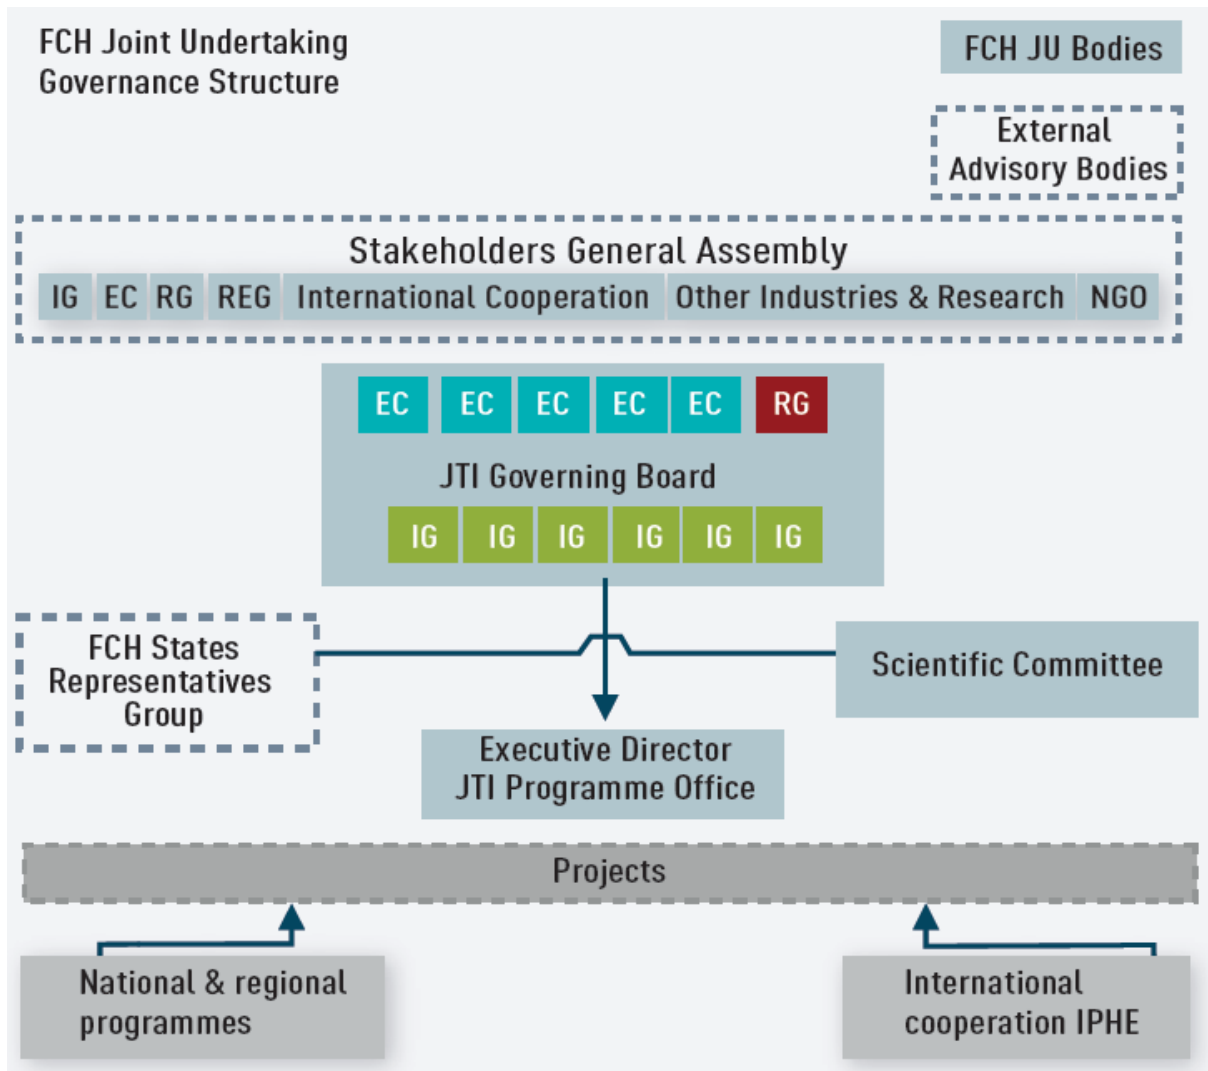 FCH Joint Undertaking
Governance Structure
FCH JU Bodies
External
Advisory Bodies
Stakeholders General Assembly
IG EC RG REG International Cooperation Other Industries & Research NGO
EC EC EC EC EC RG
JTI Governing Board
IG IG IG IG IG IG
FCH States
Representatives
Group
Scientific Committee
Executive Director
JTI Programme Office
Projects
National & regional
programmes
International
cooperation IPHE